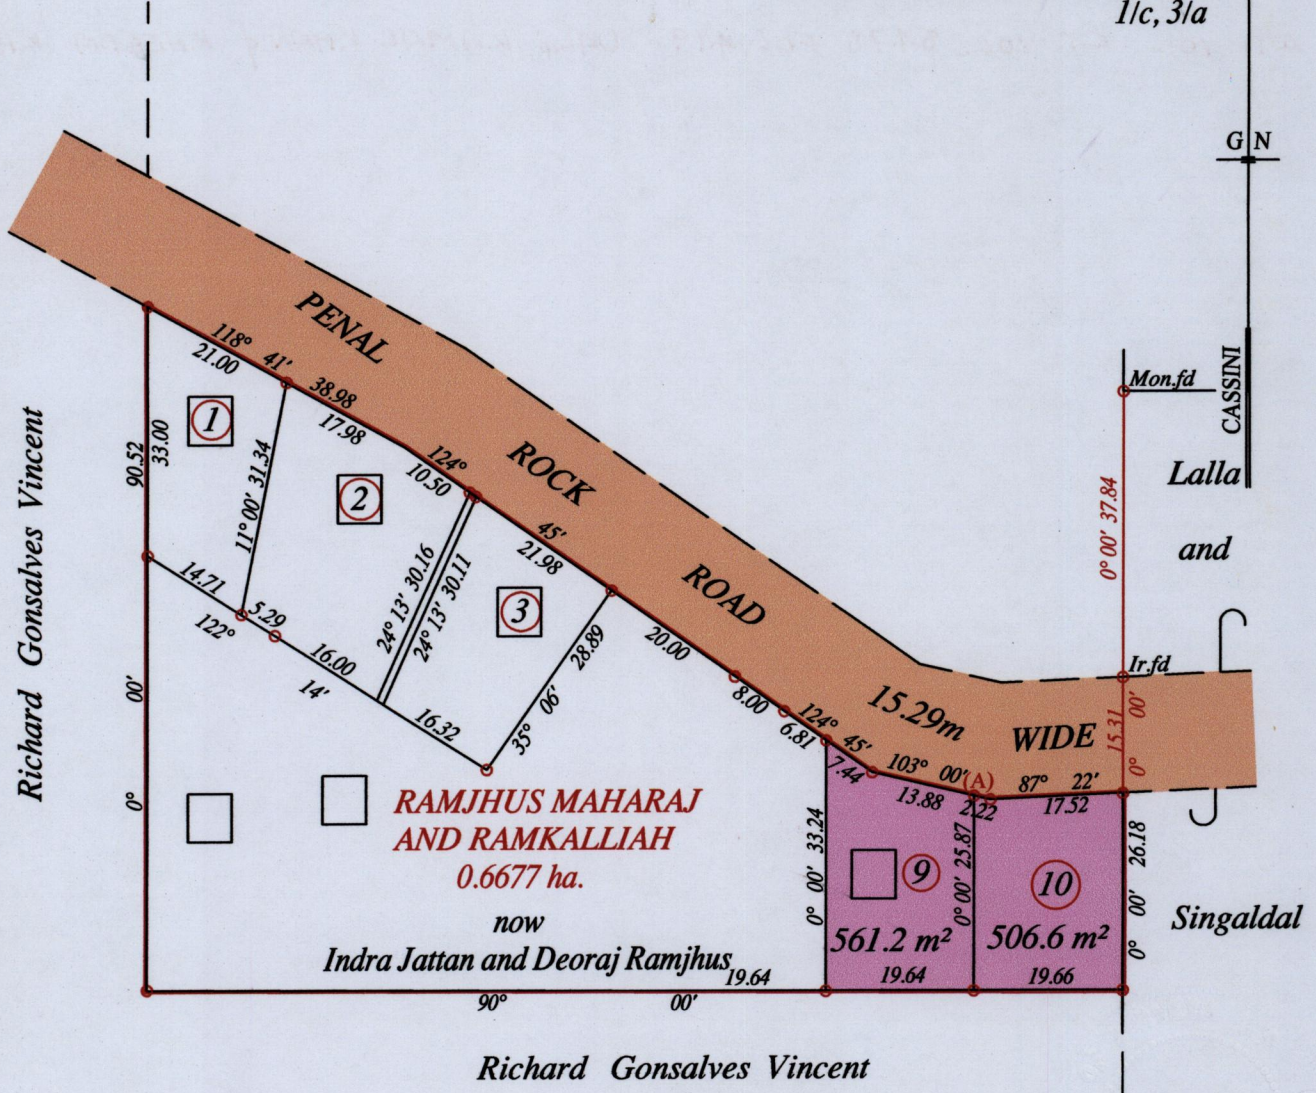 1/c, 3/a
G N
PENAL
118°
21.00
41'
38.98
17.98
Mon.fd
CASSINI
1
90.52
33.00
11° 00' 31.34
2
124°
10.50
ROCK
Lalla
and
Richard Gonsalves Vincent
45'
21.98
0° 00' 37.84
14.71
122°
5.29
24° 13' 30.16
24° 13' 30.11
3
ROAD
16.00
14'
28.89
20.00
00'
16.32
35° 06'
8.00
15.29m
WIDE
Ir.fd
15.31
0° 00'
124°
45'
6.81
7.44
103° 00'
13.88
(A)
2.22
87° 22'
17.52
0°
RAMJHUS MAHARAJ
AND RAMKALLIAH
0.6677 ha.
now
Indra Jattan and Deoraj Ramjhus
0° 00' 33.24
9
561.2 m²
0° 00' 25.87
10
506.6 m²
0° 00' 26.18
Singaldal
19.64
19.64
19.66
90° 00'
Richard Gonsalves Vincent